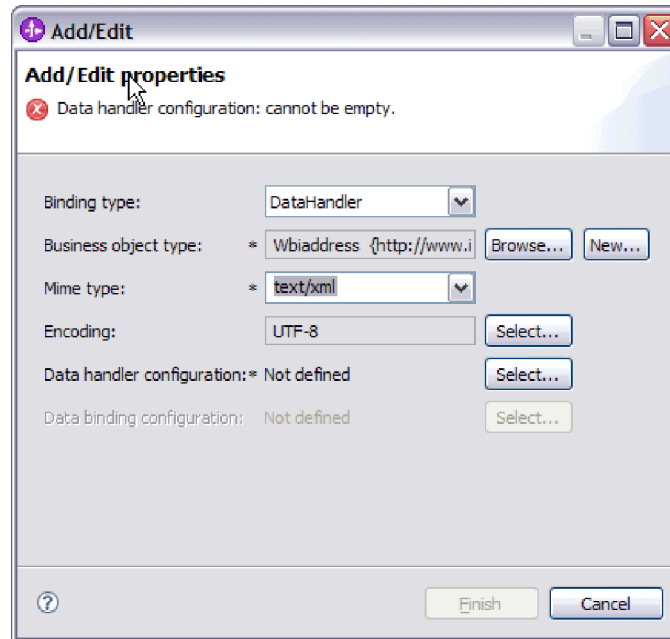 Add/Edit
Add/Edit properties
Data handler configuration: cannot be empty.
Binding type: DataHandler
Business object type: * Wbiaddress {http://www.i Browse... New...
Mime type: * text/xml
Encoding: UTF-8 Select...
Data handler configuration:* Not defined Select...
Data binding configuration: Not defined Select...
Finish Cancel